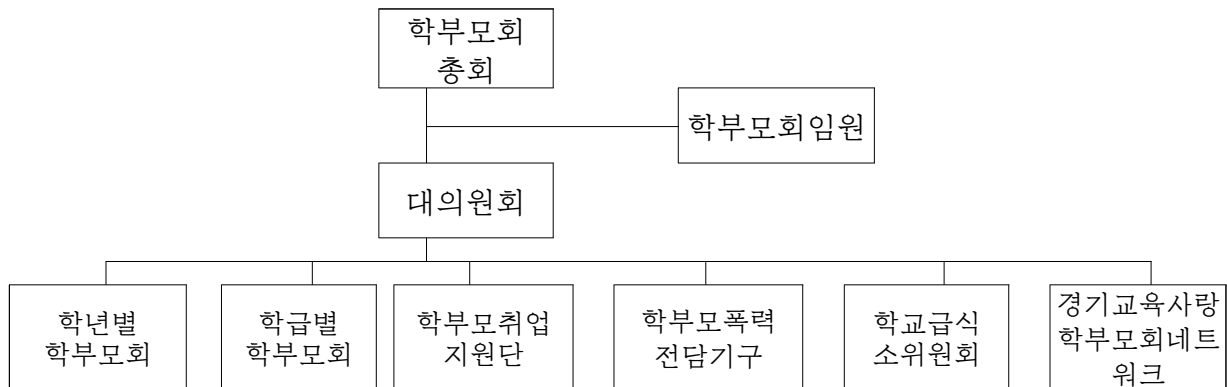 학부모회
총회
학부모회임원
대의원회
학년별
학부모회
학급별
학부모회
학부모취업
지원단
학부모폭력
전담기구
학교급식
소위원회
경기교육사랑
학부모회네트
워크